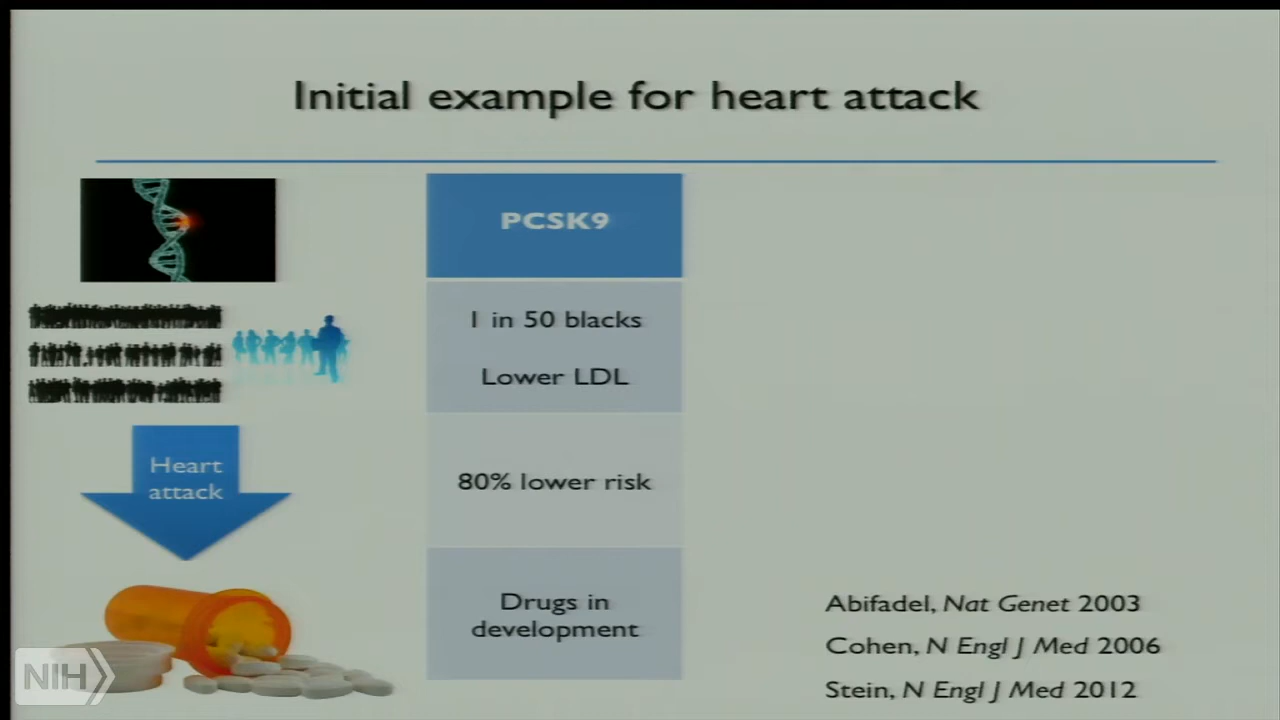 Initial example for heart attack
PCSK9
1 in 50 blacks
Lower LDL
Heart
attack
80% lower risk
Drugs in
development
Abifadel, Nat Genet 2003
Cohen, N Engl J Med 2006
Stein, N Engl J Med 2012
NIH